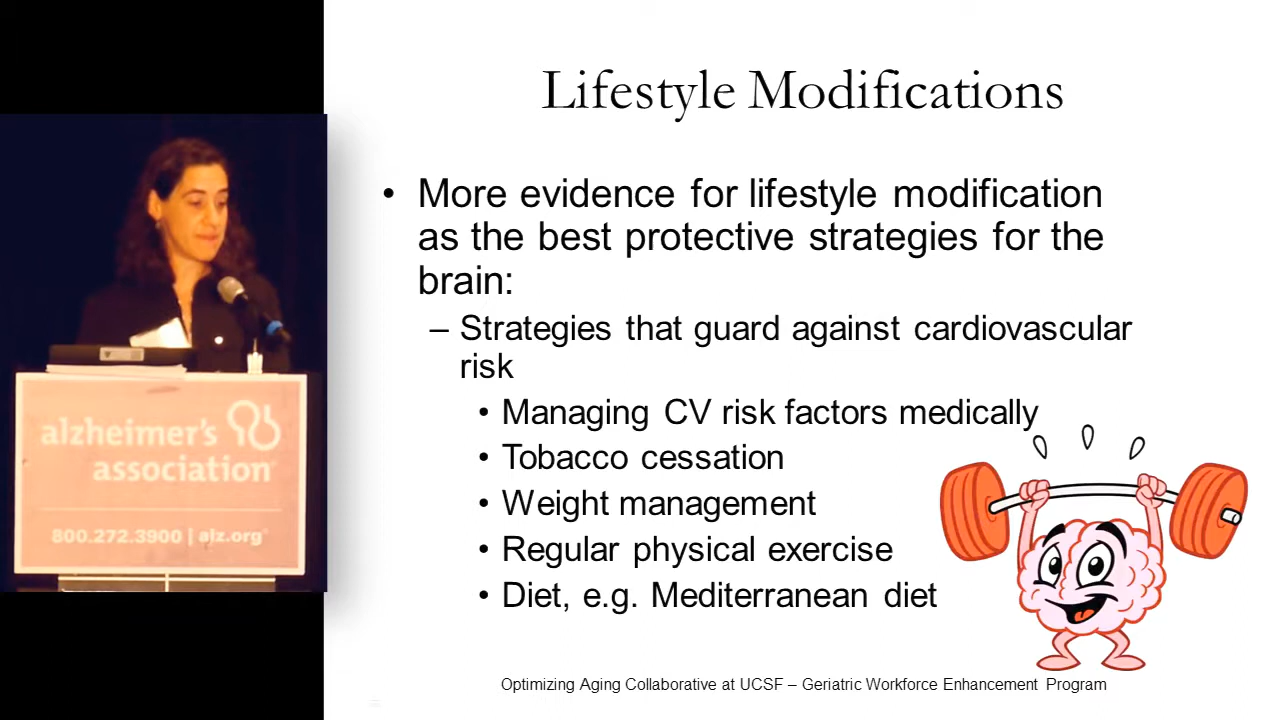 Lifestyle Modifications
• More evidence for lifestyle modification
as the best protective strategies for the
brain:
– Strategies that guard against cardiovascular
risk
• Managing CV risk factors medically
• Tobacco cessation
• Weight management
• Regular physical exercise
• Diet, e.g. Mediterranean diet
Optimizing Aging Collaborative at UCSF – Geriatric Workforce Enhancement Program
alzheimer's
association
800.272.3900 | alz.org